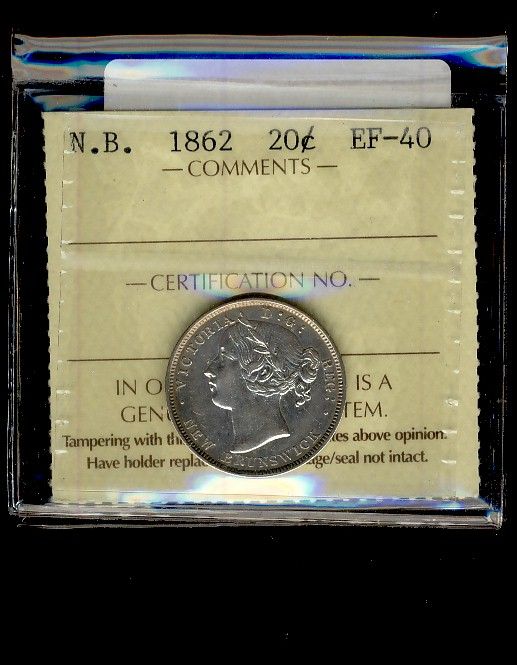 N.B. 1862 20¢ EF-40
— COMMENTS —
— CERTIFICATION NO. —
IN O IS A
GEN TEM.
Tampering with th es above opinion.
Have holder repla ge/seal not intact.
VICTORIA D:G: REG:
NEW BRUNSWICK